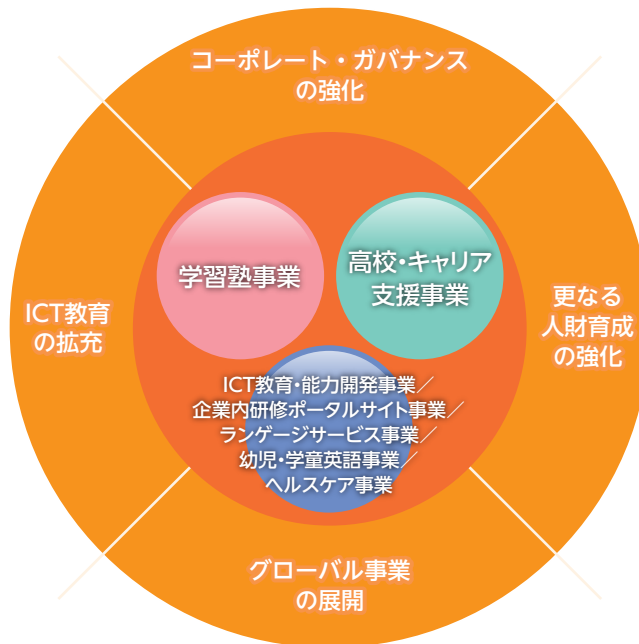 コーポレート・ガバナンス
の強化
学習塾事業
高校・キャリア
支援事業
ICT教育
の拡充
更なる
人財育成
の強化
ICT教育・能力開発事業／
企業内研修ポータルサイト事業／
ランゲージサービス事業／
幼児・学童英語事業／
ヘルスケア事業
グローバル事業
の展開